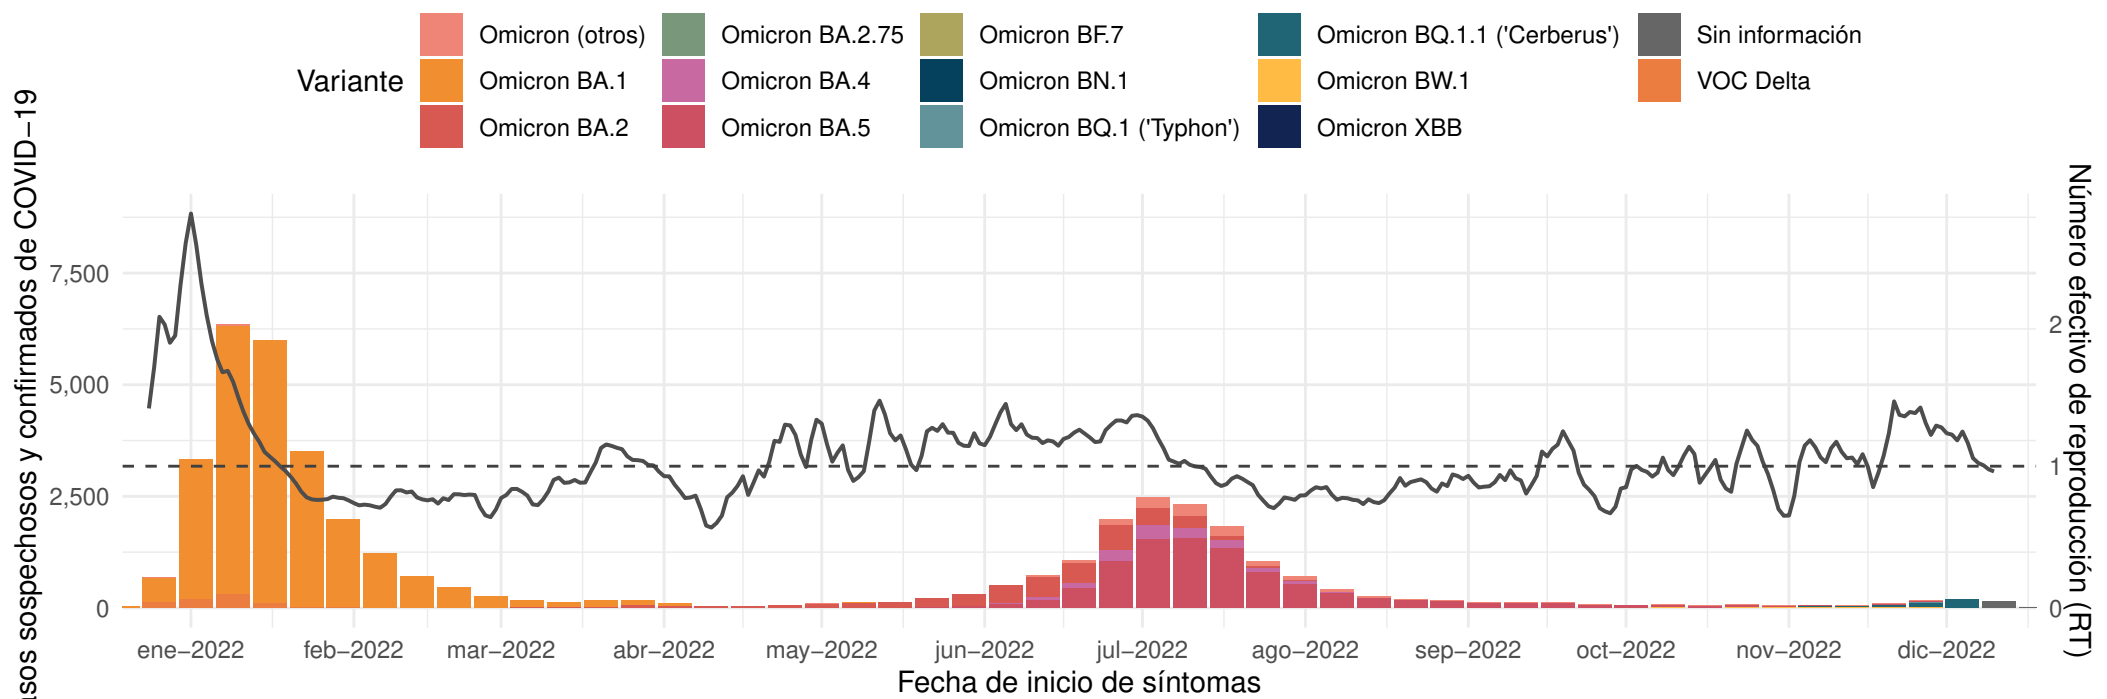 Omicron (otros) Omicron BA.2.75 Omicron BF.7 Omicron BQ.1.1 ('Cerberus') Sin información
Variante Omicron BA.1 Omicron BA.4 Omicron BN.1 Omicron BW.1 VOC Delta
Omicron BA.2 Omicron BA.5 Omicron BQ.1 ('Typhon') Omicron XBB
sospechosos y confirmados de COVID−19
Número efectivo de reproducción (RT)
7,500
2
5,000
1
2,500
0 0
ene−2022 feb−2022 mar−2022 abr−2022 may−2022 jun−2022 jul−2022 ago−2022 sep−2022 oct−2022 nov−2022 dic−2022
Fecha de inicio de síntomas